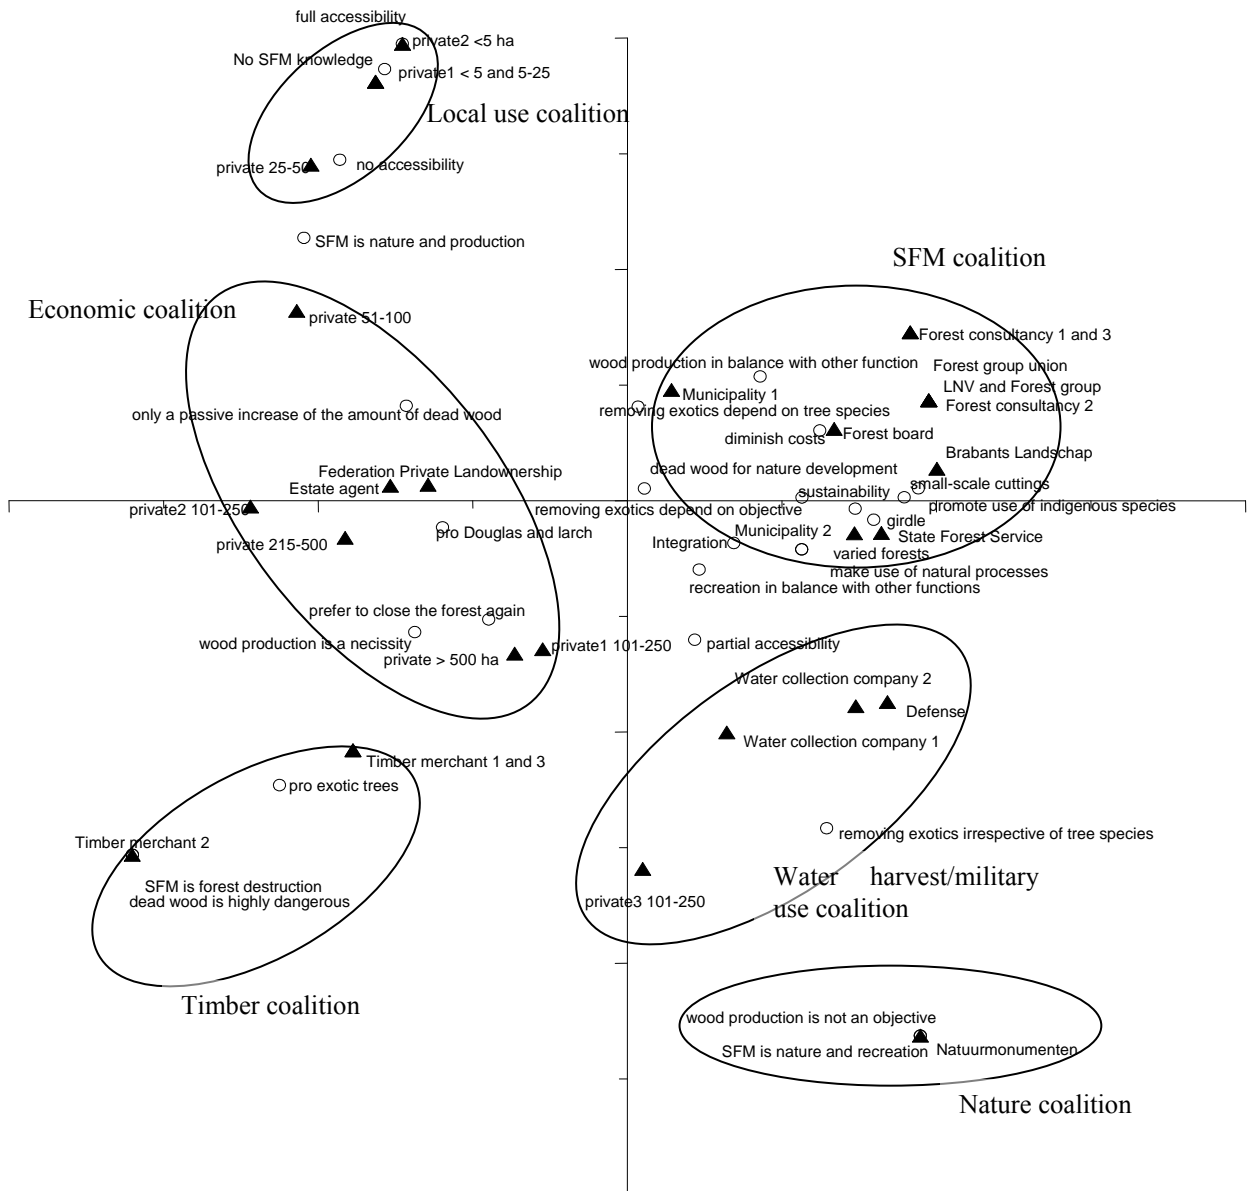 full accessibility
private2 <5 ha
No SFM knowledge
private1 < 5 and 5-25
Local use coalition
private 25-50
no accessibility
SFM is nature and production
SFM coalition
Economic coalition
private 51-100
Forest consultancy 1 and 3
wood production in balance with other function
Forest group union
LNV and Forest group
Municipality 1
Forest consultancy 2
only a passive increase of the amount of dead wood
removing exotics depend on tree species
diminish costs
Forest board
Brabants Landschap
Federation Private Landownership
dead wood for nature development
Estate agent
small-scale cuttings
sustainability
private2 101-250
removing exotics depend on objective
promote use of indigenous species
girdle
pro Douglas and larch
Municipality 2
State Forest Service
private 215-500
Integration
varied forests
make use of natural processes
recreation in balance with other functions
prefer to close the forest again
wood production is a necissity
private1 101-250
partial accessibility
private > 500 ha
Water collection company 2
Defense
Water collection company 1
Timber merchant 1 and 3
pro exotic trees
removing exotics irrespective of tree species
Timber merchant 2
Water harvest/military
use coalition
SFM is forest destruction
dead wood is highly dangerous
private3 101-250
Timber coalition
wood production is not an objective
SFM is nature and recreation
Natuurmonumenten
Nature coalition